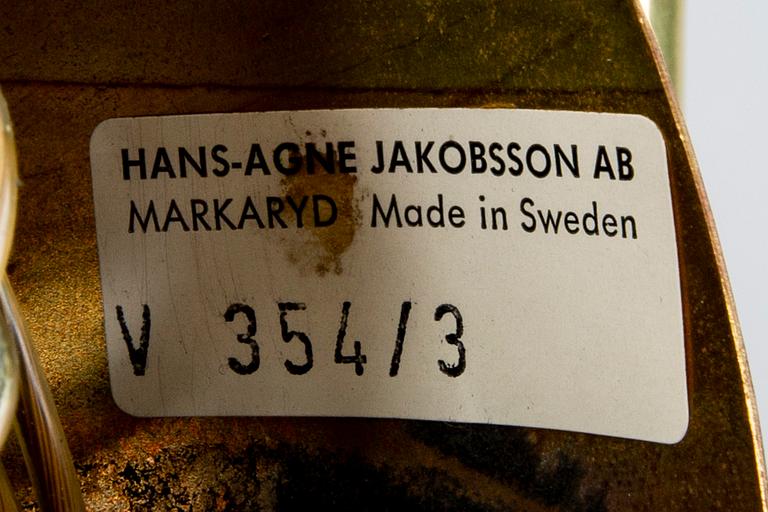 HANS-AGNE JAKOBSSON AB
MARKARYD Made in Sweden
V 354/3